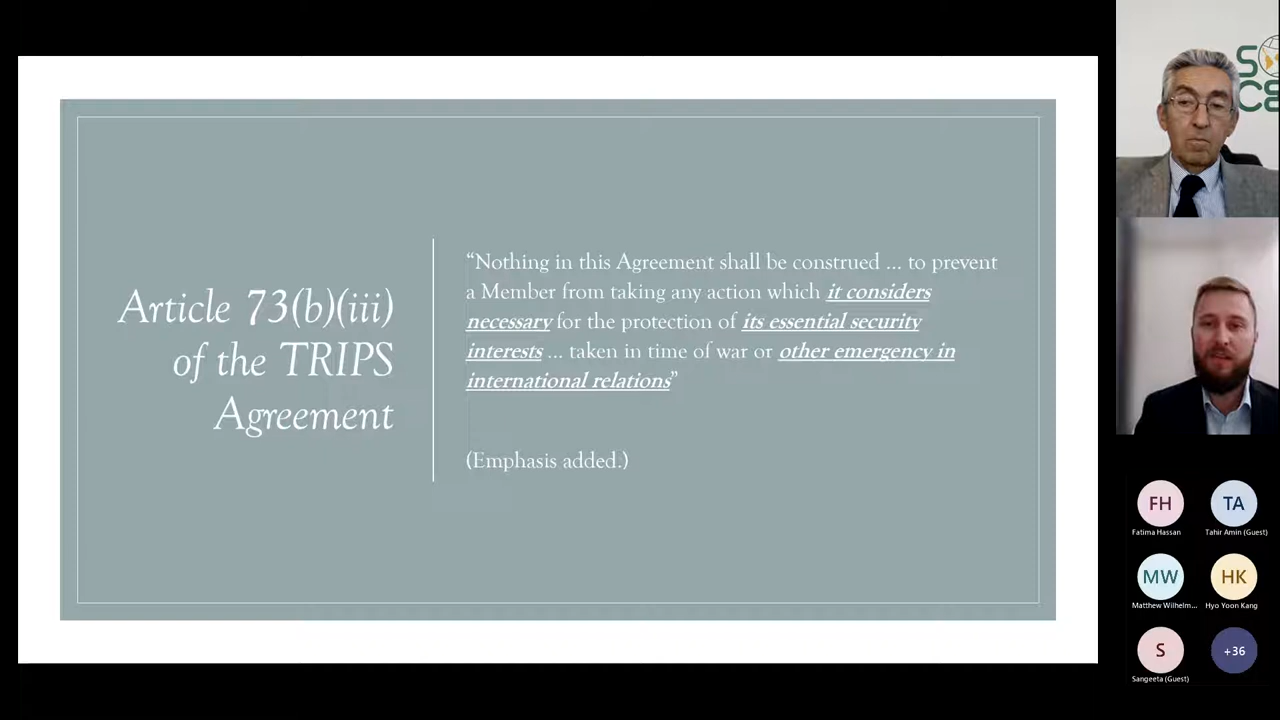 Article 73(b)(iii)
of the TRIPS
Agreement
“Nothing in this Agreement shall be construed ... to prevent
a Member from taking any action which it considers
necessary for the protection of its essential security
interests ... taken in time of war or other emergency in
international relations”
(Emphasis added.)
FH
TA
Fatima Hassan
Tahir Amin (Guest)
MW
HK
Matthew Wilhelm...
Hyo Yoon Kang
S
+36
Sangeeta (Guest)